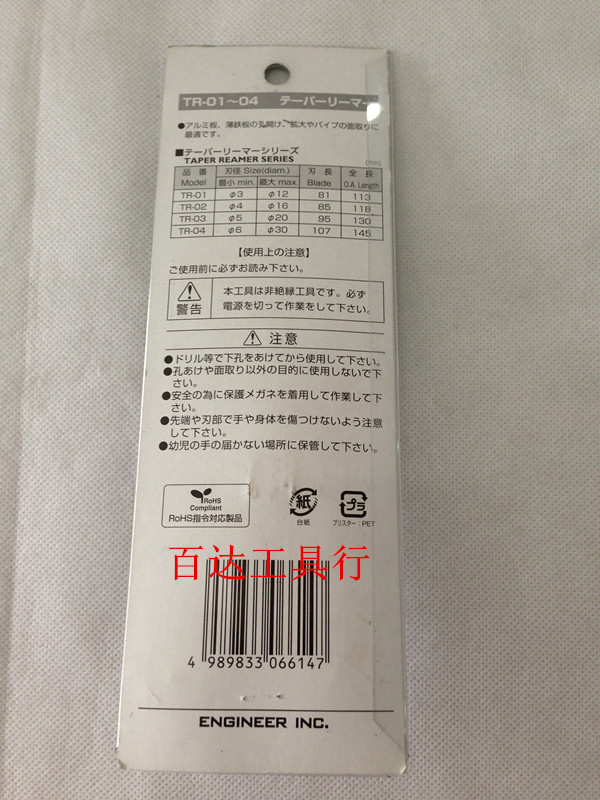 TR-01～04 テーパーリーマー
●アルミ板、薄鉄板の孔開け、拡大やパイプの面取りに
最適です。
■テーパーリーマーシリーズ
TAPER REAMER SERIES (mm)
品番 刃径 Size(diam.) 刃長 全長
Model 最小 min. 最大 max. Blade O.A. Length
TR-01 φ3 φ12 81 113
TR-02 φ4 φ16 85 118
TR-03 φ5 φ20 95 130
TR-04 φ6 φ30 107 145
【使用上の注意】
ご使用前に必ずお読み下さい。
警告
本工具は非絶縁工具です。必ず
電源を切って作業をして下さい。
注意
●ドリル等で下孔をあけてから使用して下さい。
●孔あけや面取り以外の目的に使用しないで下
さい。
●安全の為に保護メガネを着用して作業して下
さい。
●先端や刃部で手や身体を傷つけないよう注意
して下さい。
●幼児の手の届かない場所に保管して下さい。
RoHS
Compliant
RoHS指令対応製品
紙
台紙
プラ
ブリスター：PET
百达工具行
4 989833 066147
ENGINEER INC.